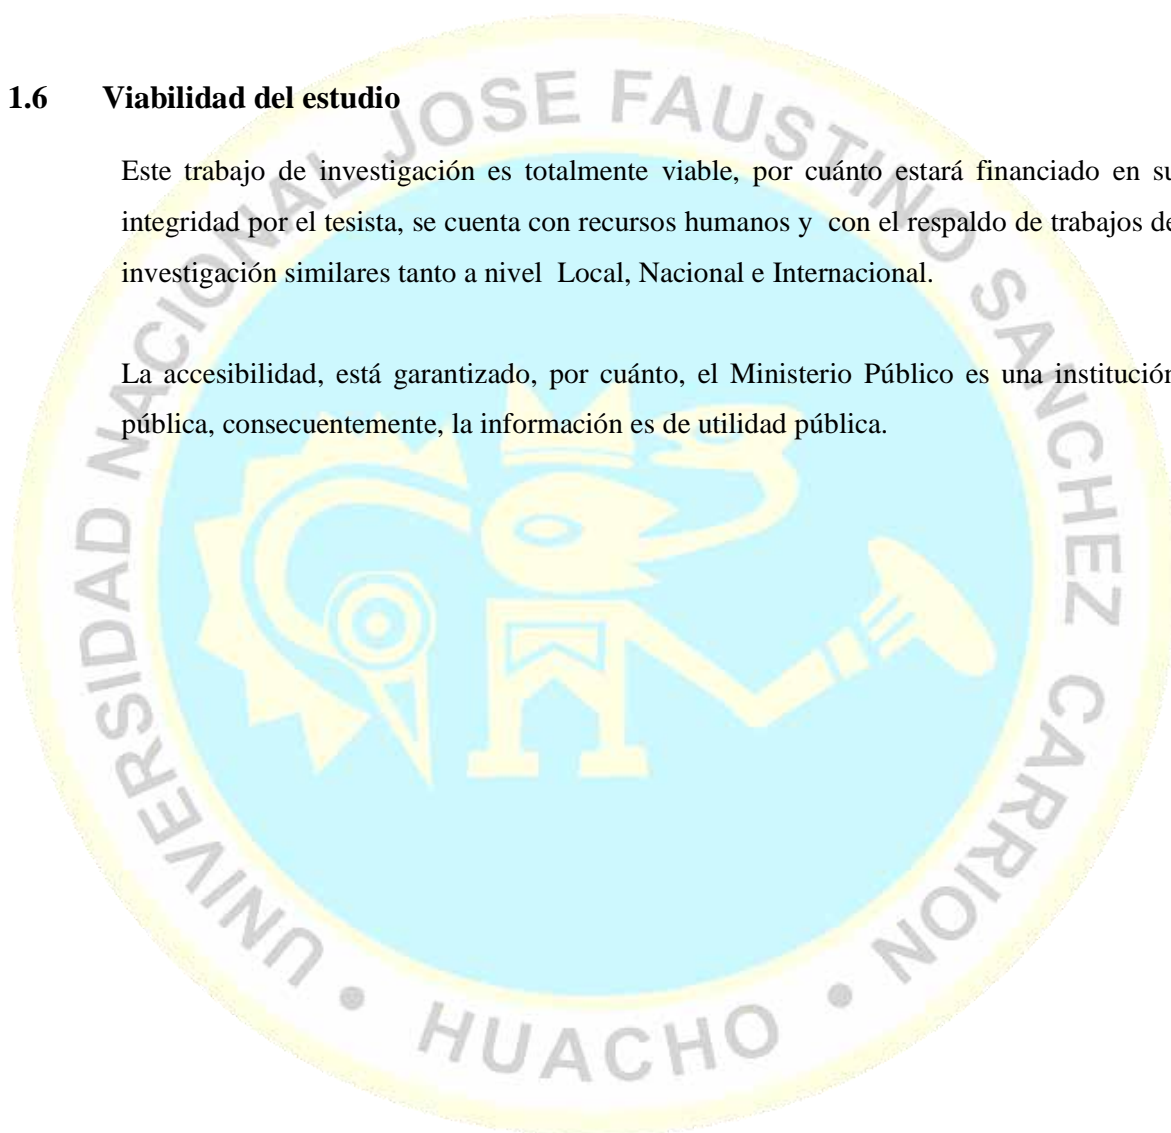 1.6 Viabilidad del estudio
Este trabajo de investigación es totalmente viable, por cuánto estará financiado en su
integridad por el tesista, se cuenta con recursos humanos y con el respaldo de trabajos de
investigación similares tanto a nivel Local, Nacional e Internacional.
La accesibilidad, está garantizado, por cuánto, el Ministerio Público es una institución
pública, consecuentemente, la información es de utilidad pública.
UNIVERSIDAD NACIONAL JOSE FAUSTINO SANCHEZ CARRION • HUACHO •